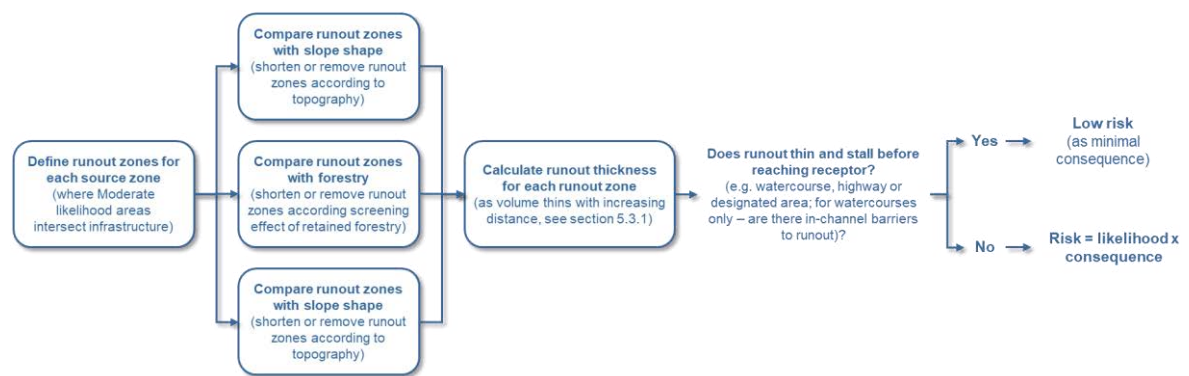 Define runout zones for
each source zone
(where Moderate
likelihood areas
intersect infrastructure)
Compare runout zones
with slope shape
(shorten or remove runout
zones according to
topography)
Compare runout zones
with forestry
(shorten or remove runout
zones according screening
effect of retained forestry)
Compare runout zones
with slope shape
(shorten or remove runout
zones according to
topography)
Calculate runout thickness
for each runout zone
(as volume thins with increasing
distance, see section 5.3.1)
Does runout thin and stall before
reaching receptor?
(e.g. watercourse, highway or
designated area; for watercourses
only – are there in-channel barriers
to runout)?
Yes
Low risk
(as minimal
consequence)
No
Risk = likelihood x
consequence